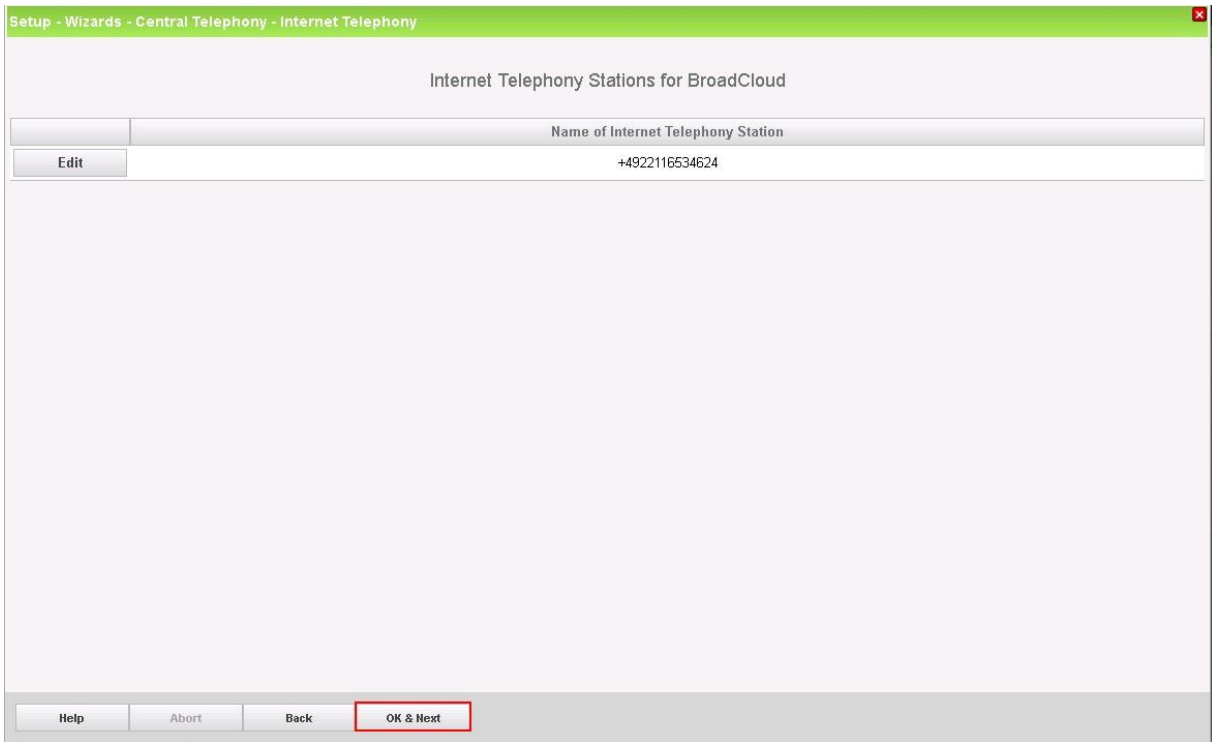 Setup - Wizards - Central Telephony - Internet Telephony
Internet Telephony Stations for BroadCloud
Name of Internet Telephony Station
Edit +4922116534624
Help Abort Back OK & Next